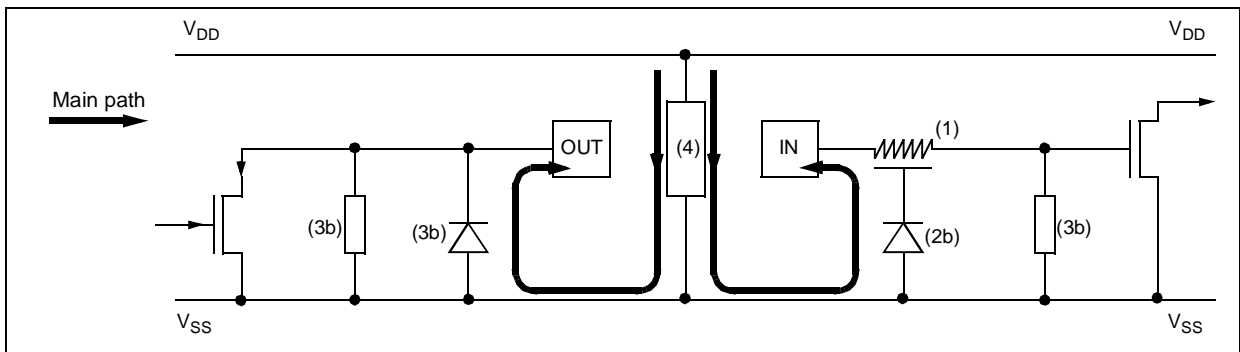 V_DD V_DD
Main path
OUT (4) IN (1)
(3b) (3b) (2b) (3b)
V_SS V_SS